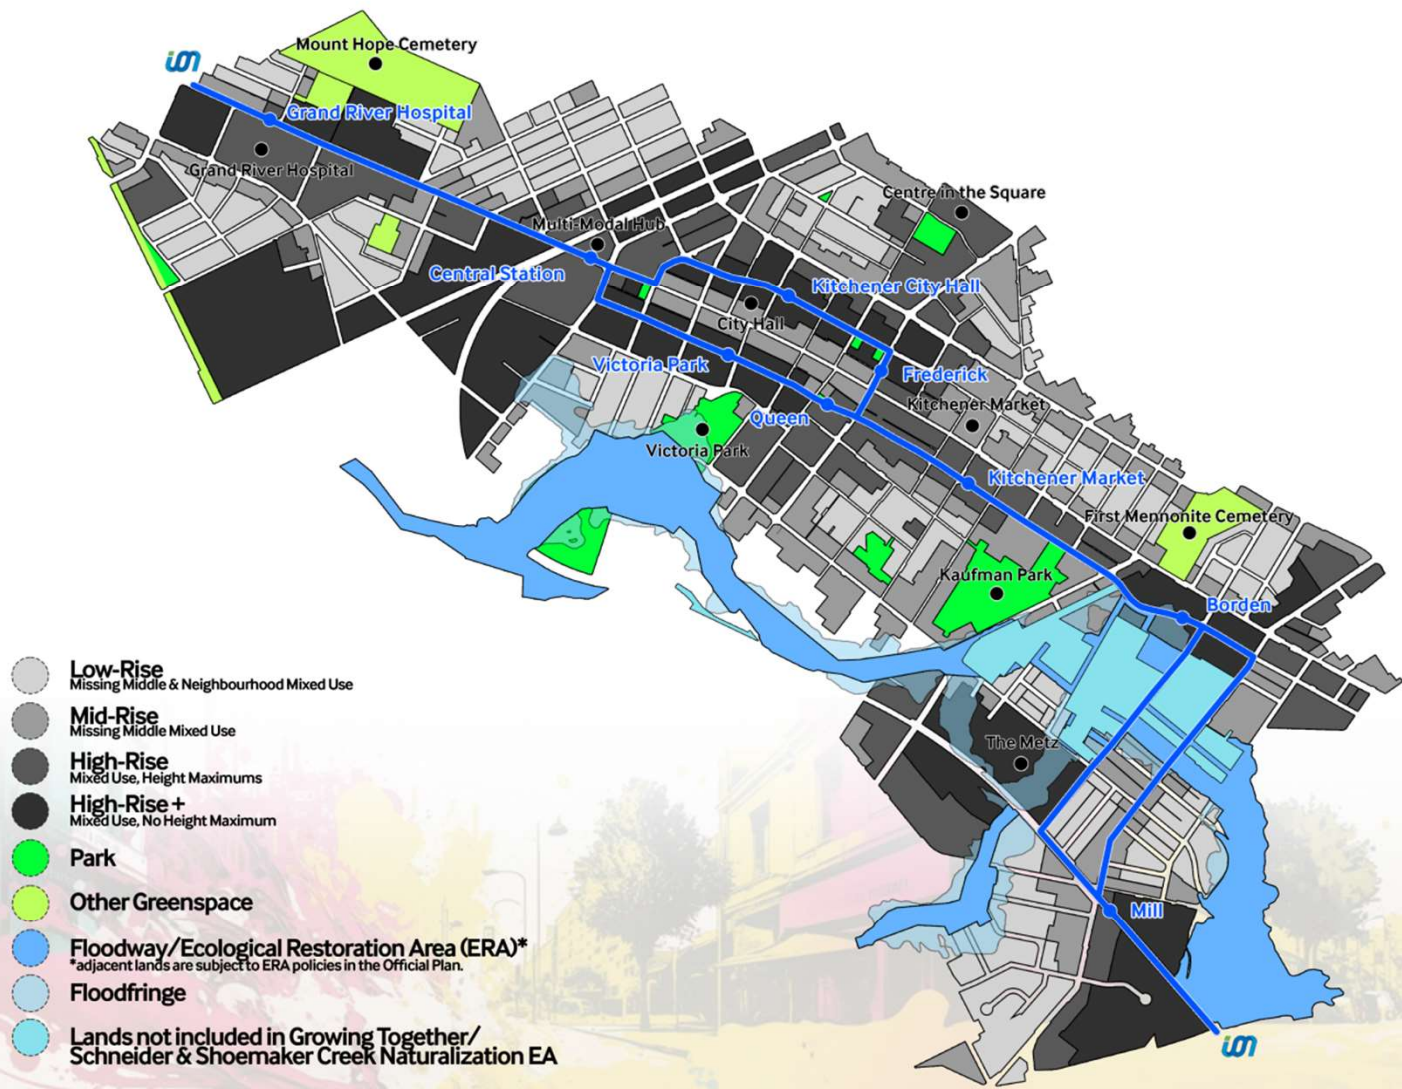 Mount Hope Cemetery
ion
Grand River Hospital
Grand River Hospital
Centre in the Square
Multi-Modal Hub
Central Station
Kitchener City Hall
City Hall
Victoria Park
Frederick
Kitchener Market
Queen
Victoria Park
Kitchener Market
First Mennonite Cemetery
Kaufman Park
Borden
The Metz
Mill
ion
Low-Rise
Missing Middle & Neighbourhood Mixed Use
Mid-Rise
Missing Middle Mixed Use
High-Rise
Mixed Use, Height Maximums
High-Rise +
Mixed Use, No Height Maximum
Park
Other Greenspace
Floodway/Ecological Restoration Area (ERA)*
*adjacent lands are subject to ERA policies in the Official Plan.
Floodfringe
Lands not included in Growing Together/
Schneider & Shoemaker Creek Naturalization EA